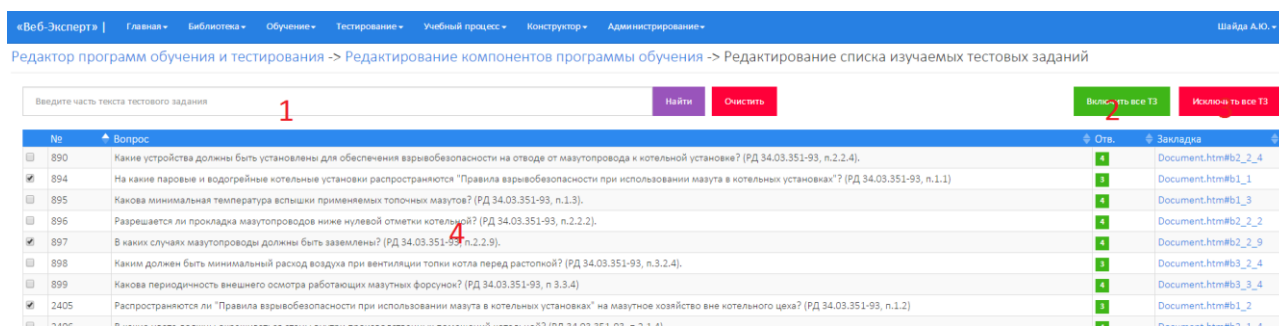 «Веб-Эксперт» | Главная Библиотека Обучение Тестирование Учебный процесс Конструктор Администрирование Шайда А.Ю.
Редактор программ обучения и тестирования -> Редактирование компонентов программы обучения -> Редактирование списка изучаемых тестовых заданий
Введите часть текста тестового задания Найти Очистить Включить все ТЗ Исключить все ТЗ
1 2
№ Вопрос Отв. Закладка
890 Какие устройства должны быть установлены для обеспечения взрывобезопасности на отводе от мазутопровода к котельной установке? (РД 34.03.351-93, п.2.2.4). 4 Document.htm#b2_2_4
894 На какие паровые и водогрейные котельные установки распространяются "Правила взрывобезопасности при использовании мазута в котельных установках"? (РД 34.03.351-93, п.1.1) 3 Document.htm#b1_1
895 Какова минимальная температура вспышки применяемых топочных мазутов? (РД 34.03.351-93, п.1.3). 4 Document.htm#b1_3
896 Разрешается ли прокладка мазутопроводов ниже нулевой отметки котельной? (РД 34.03.351-93, п.2.2.2). 4 Document.htm#b2_2_2
4
897 В каких случаях мазутопроводы должны быть заземлены? (РД 34.03.351-93, п.2.2.9). 4 Document.htm#b2_2_9
898 Каким должен быть минимальный расход воздуха при вентиляции топки котла перед растопкой? (РД 34.03.351-93, п.3.2.4). 4 Document.htm#b3_2_4
899 Какова периодичность внешнего осмотра работающих мазутных форсунок? (РД 34.03.351-93, п 3.3.4) 4 Document.htm#b3_3_4
2405 Распространяются ли "Правила взрывобезопасности при использовании мазута в котельных установках" на мазутное хозяйство вне котельного цеха? (РД 34.03.351-93, п.1.2) 3 Document.htm#b1_2